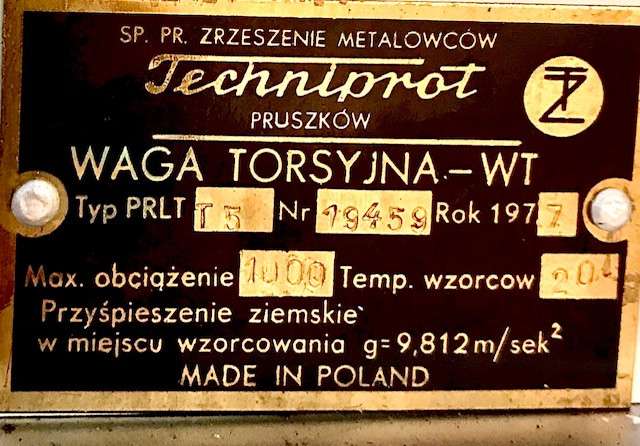 SP. PR. ZRZESZENIE METALOWCÓW
Techniprot
PRUSZKÓW
WAGA TORSYJNA-WT
Typ PRLT T5 Nr 19459 Rok 1977
Max. obciążenie 1000 Temp. wzorcow 20
Przyśpieszenie ziemskie
w miejscu wzorcowania g=9,812m/sek²
MADE IN POLAND